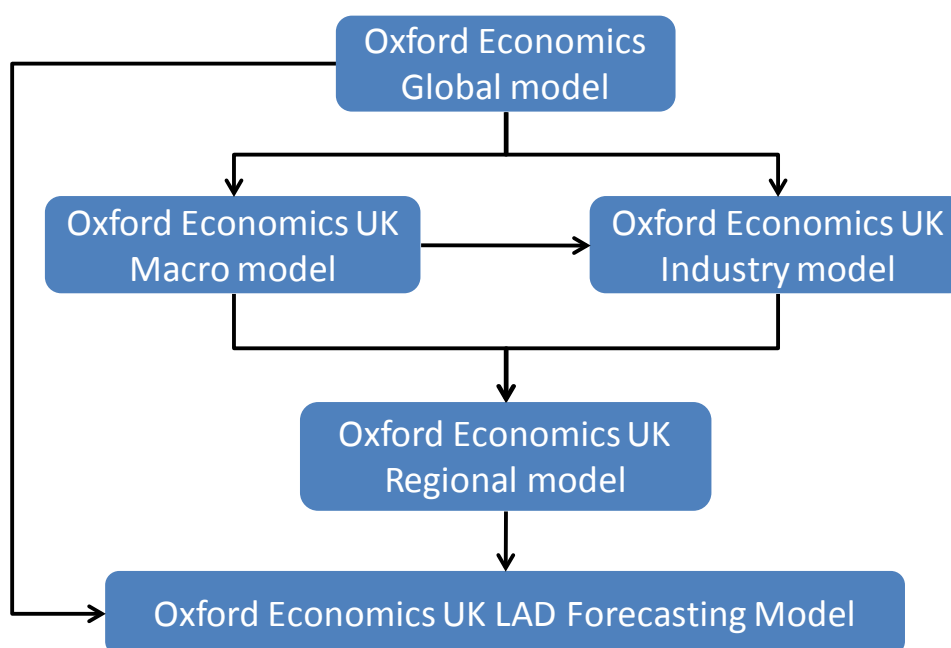 Oxford Economics
Global model
Oxford Economics UK
Macro model
Oxford Economics UK
Industry model
Oxford Economics UK
Regional model
Oxford Economics UK LAD Forecasting Model